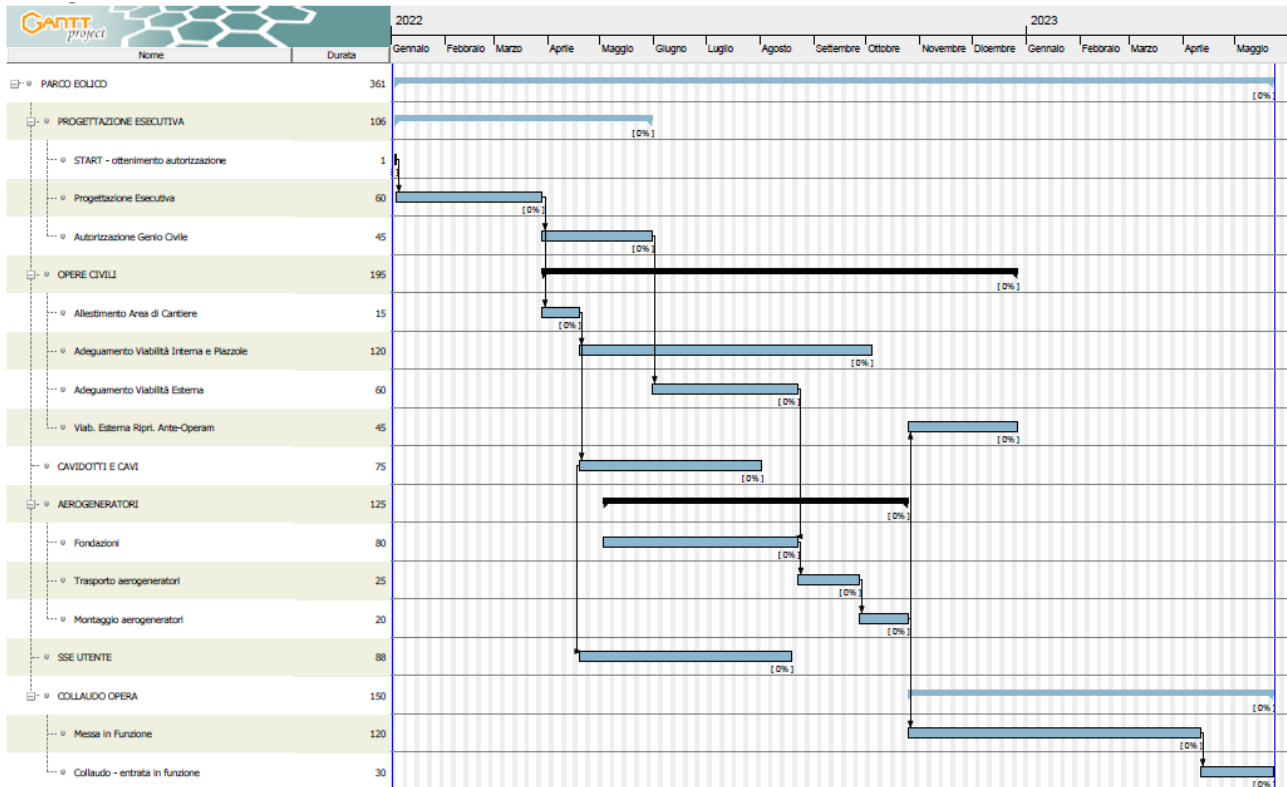 GANTT
project
2022
2023
Nome
Durata
Gennaio Febbraio Marzo Aprile Maggio Giugno Luglio Agosto Settembre Ottobre Novembre Dicembre Gennaio Febbraio Marzo Aprile Maggio
PARCO EOLICO 361
[ 0% ]
PROGETTAZIONE ESECUTIVA 106
[ 0% ]
START - ottenimento autorizzazione 1
Progettazione Esecutiva 60
[ 0% ]
Autorizzazione Genio Civile 45
[ 0% ]
OPERE CIVILI 195
[ 0% ]
Allestimento Area di Cantiere 15
[ 0% ]
Adeguamento Viabilità Interna e Piazzole 120
[ 0% ]
Adeguamento Viabilità Esterna 60
[ 0% ]
Viab. Esterna Ripri. Ante-Operam 45
[ 0% ]
CAVIDOTTI E CAVI 75
[ 0% ]
AEROGENERATORI 125
[ 0% ]
Fondazioni 80
[ 0% ]
Trasporto aerogeneratori 25
[ 0% ]
Montaggio aerogeneratori 20
[ 0% ]
SSE UTENTE 88
[ 0% ]
COLLAUDO OPERA 150
[ 0% ]
Messa in Funzione 120
[ 0% ]
Collaudo - entrata in funzione 30
[ 0% ]